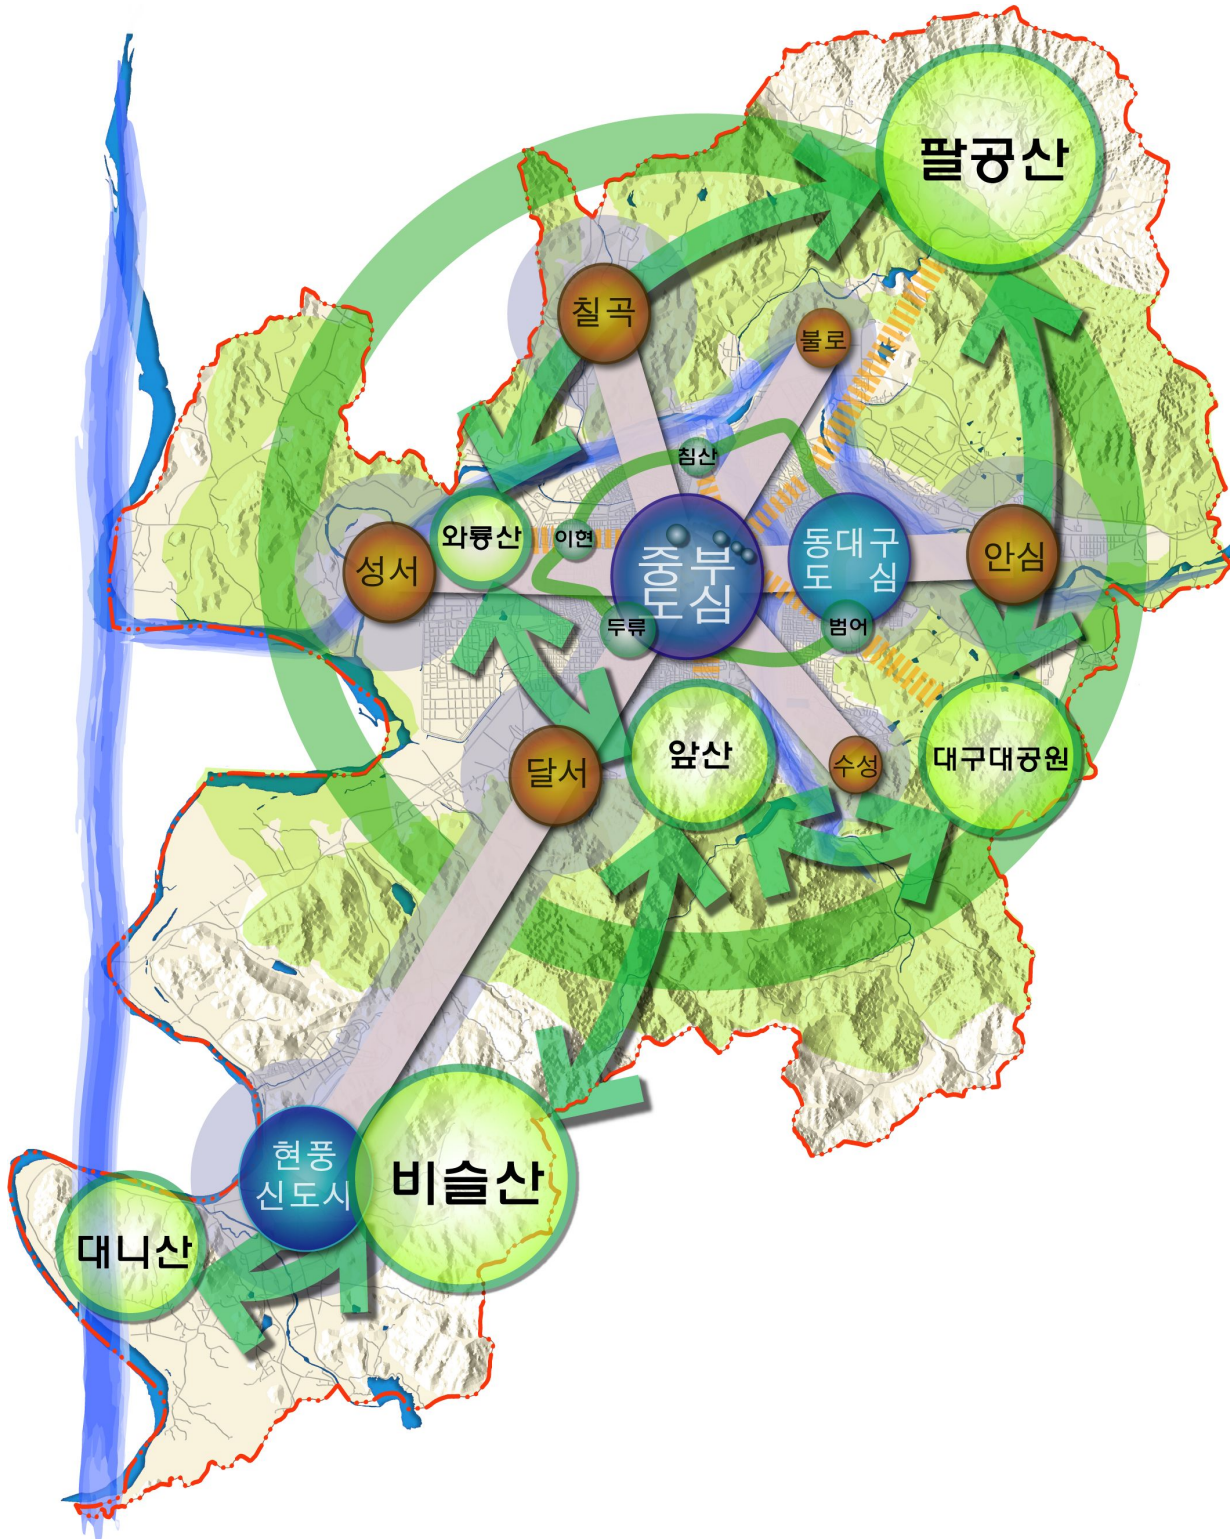 팔공산
칠곡
불로
침산
와룡산
이현
중부
도심
동대구
도 심
안심
성서
두류
범어
앞산
수성
대구대공원
달서
현풍
신도시
비슬산
대니산